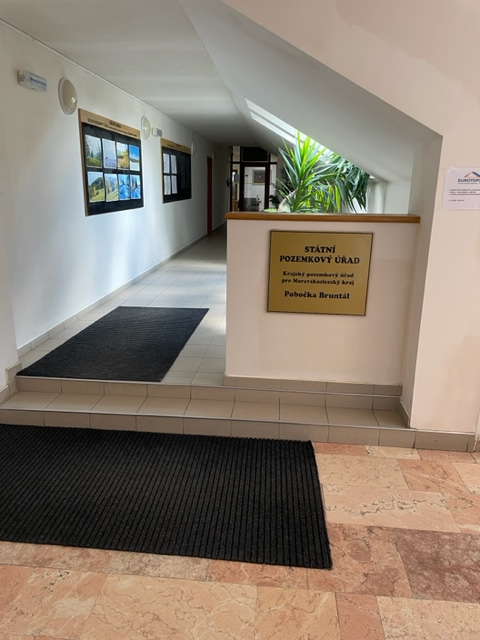 STÁTNÍ
POZEMKOVÝ ÚŘAD
Krajský pozemkový úřad
pro Moravskoslezský kraj
Pobočka Bruntál